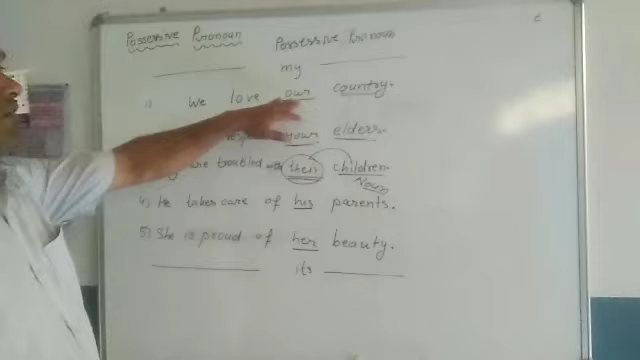 Possessive Pronoun Possessive Pronoun
my
1) We love our country.
your elders.
are troubled with their children.
Noun
4) He takes care of his parents.
5) She is proud of her beauty.
its